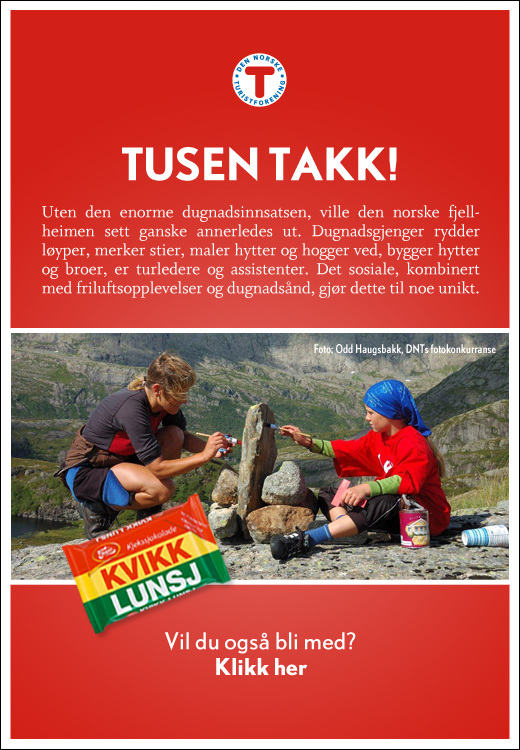 DEN NORSKE
T
TURISTFORENING
TUSEN TAKK!
Uten den enorme dugnadsinnsatsen, ville den norske fjell-
heimen sett ganske annerledes ut. Dugnadsgjenger rydder
løyper, merker stier, maler hytter og hogger ved, bygger hytter
og broer, er turledere og assistenter. Det sosiale, kombinert
med friluftsopplevelser og dugnadsånd, gjør dette til noe unikt.
Foto: Odd Haugsbakk, DNTs fotokonkurranse
Kjekssjokolade
KVIKK
LUNSJ
Vil du også bli med?
Klikk her